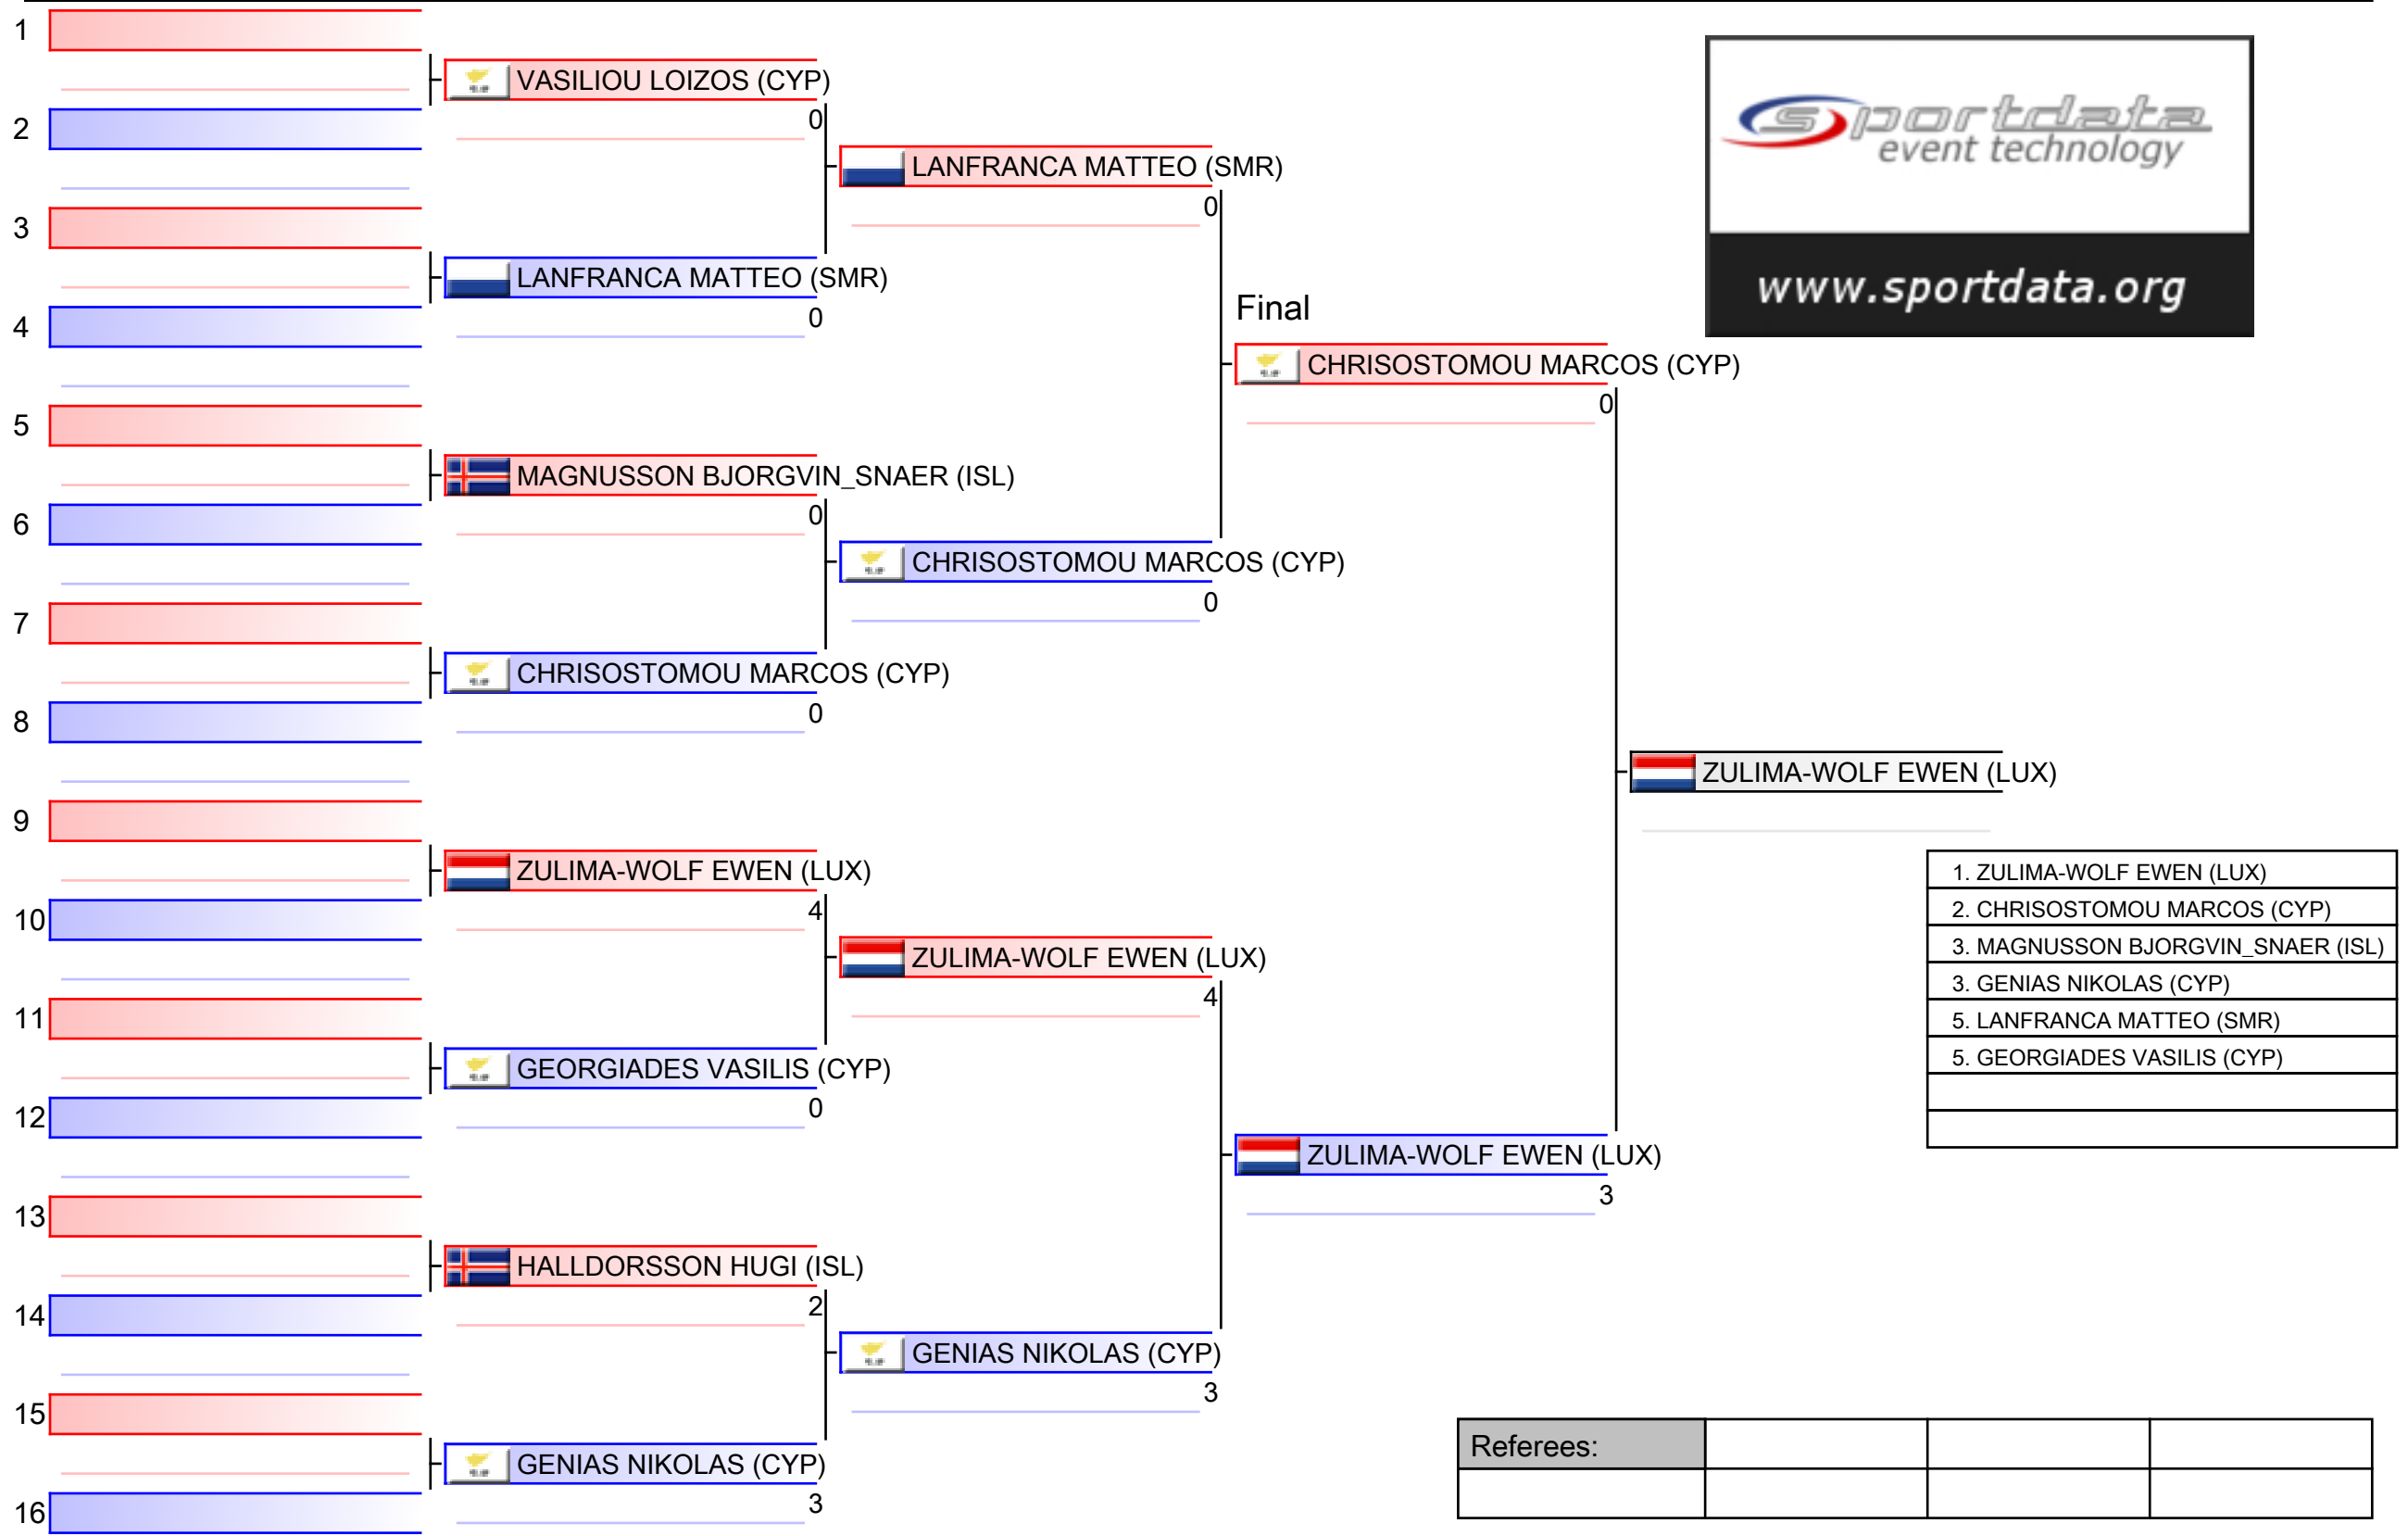 1
VASILIOU LOIZOS (CYP)
0
2
LANFRANCA MATTEO (SMR)
0
3
LANFRANCA MATTEO (SMR)
0
4
Final
CHRISOSTOMOU MARCOS (CYP)
0
5
MAGNUSSON BJORGVIN_SNAER (ISL)
0
6
CHRISOSTOMOU MARCOS (CYP)
0
7
CHRISOSTOMOU MARCOS (CYP)
0
8
ZULIMA-WOLF EWEN (LUX)
9
ZULIMA-WOLF EWEN (LUX)
4
10
ZULIMA-WOLF EWEN (LUX)
4
11
GEORGIADES VASILIS (CYP)
0
12
ZULIMA-WOLF EWEN (LUX)
3
13
HALLDORSSON HUGI (ISL)
2
14
GENIAS NIKOLAS (CYP)
3
15
GENIAS NIKOLAS (CYP)
3
16
sportdata
event technology
www.sportdata.org
1. ZULIMA-WOLF EWEN (LUX)
2. CHRISOSTOMOU MARCOS (CYP)
3. MAGNUSSON BJORGVIN_SNAER (ISL)
3. GENIAS NIKOLAS (CYP)
5. LANFRANCA MATTEO (SMR)
5. GEORGIADES VASILIS (CYP)
Referees: